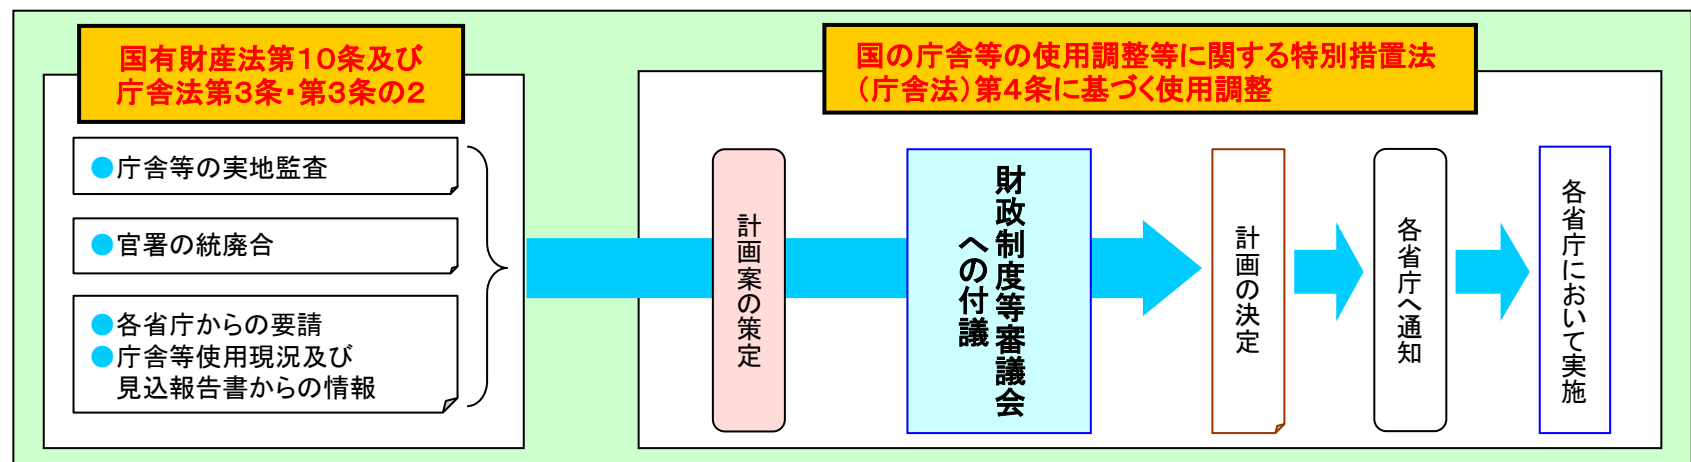 国有財産法第10条及び
庁舎法第3条・第3条の2
●庁舎等の実地監査
●官署の統廃合
●各省庁からの要請
●庁舎等使用現況及び
見込報告書からの情報
国の庁舎等の使用調整等に関する特別措置法
（庁舎法）第4条に基づく使用調整
計画案の策定
財政制度等審議会
への付議
計画の決定
各省庁へ通知
各省庁において実施